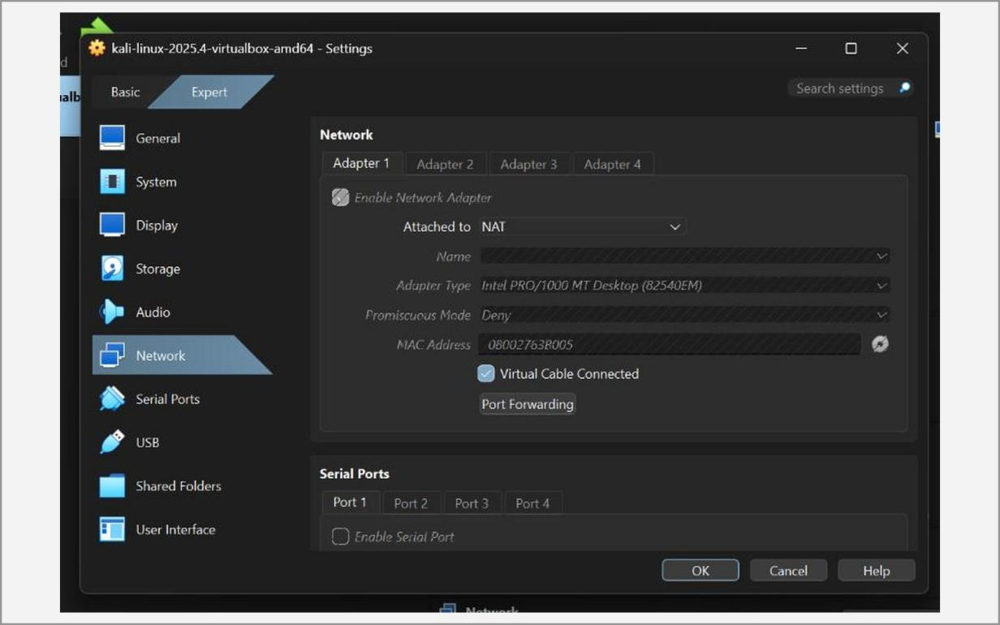 d
kali-linux-2025.4-virtualbox-amd64 - Settings
ualb
Basic
Expert
Search settings
General
System
Display
Storage
Audio
Network
Serial Ports
USB
Shared Folders
User Interface
Network
Adapter 1
Adapter 2
Adapter 3
Adapter 4
Enable Network Adapter
Attached to NAT
Name
Adapter Type Intel PRO/1000 MT Desktop (82540EM)
Promiscuous Mode Deny
MAC Address 08002763B005
Virtual Cable Connected
Port Forwarding
Serial Ports
Port 1
Port 2
Port 3
Port 4
Enable Serial Port
OK
Cancel
Help
Network